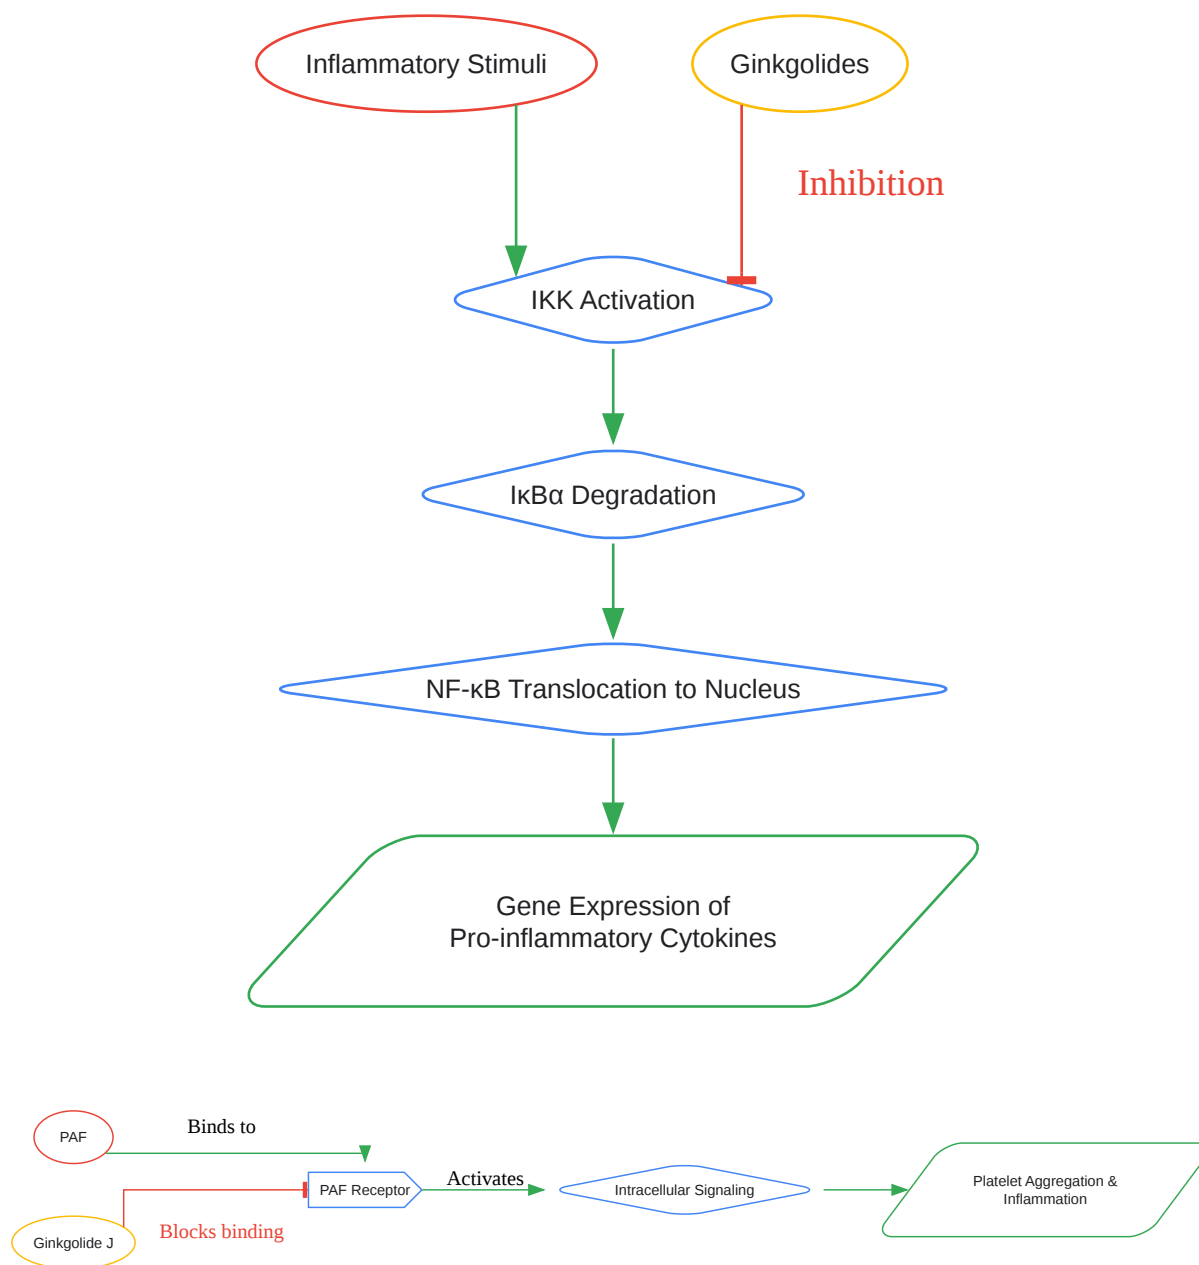 Inflammatory Stimuli
Ginkgolides
Inhibition
IKK Activation
IκBα Degradation
NF-κB Translocation to Nucleus
Gene Expression of
Pro-inflammatory Cytokines
PAF
Binds to
PAF Receptor
Activates
Intracellular Signaling
Platelet Aggregation &
Inflammation
Blocks binding
Ginkgolide J